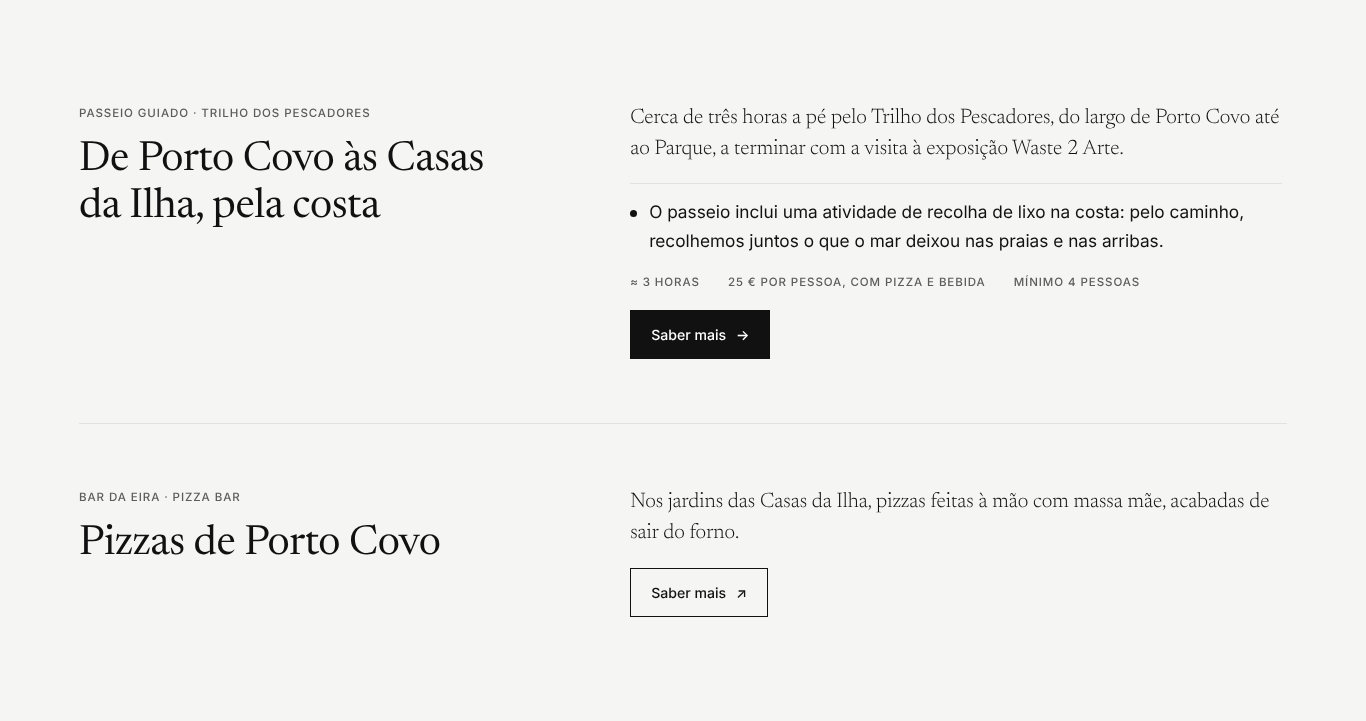 PASSEIO GUIADO · TRILHO DOS PESCADORES
De Porto Covo às Casas
da Ilha, pela costa
Cerca de três horas a pé pelo Trilho dos Pescadores, do largo de Porto Covo até
ao Parque, a terminar com a visita à exposição Waste 2 Arte.
• O passeio inclui uma atividade de recolha de lixo na costa: pelo caminho,
recolhemos juntos o que o mar deixou nas praias e nas arribas.
≈ 3 HORAS 25 € POR PESSOA, COM PIZZA E BEBIDA MÍNIMO 4 PESSOAS
Saber mais →
BAR DA EIRA · PIZZA BAR
Pizzas de Porto Covo
Nos jardins das Casas da Ilha, pizzas feitas à mão com massa mãe, acabadas de
sair do forno.
Saber mais ↗